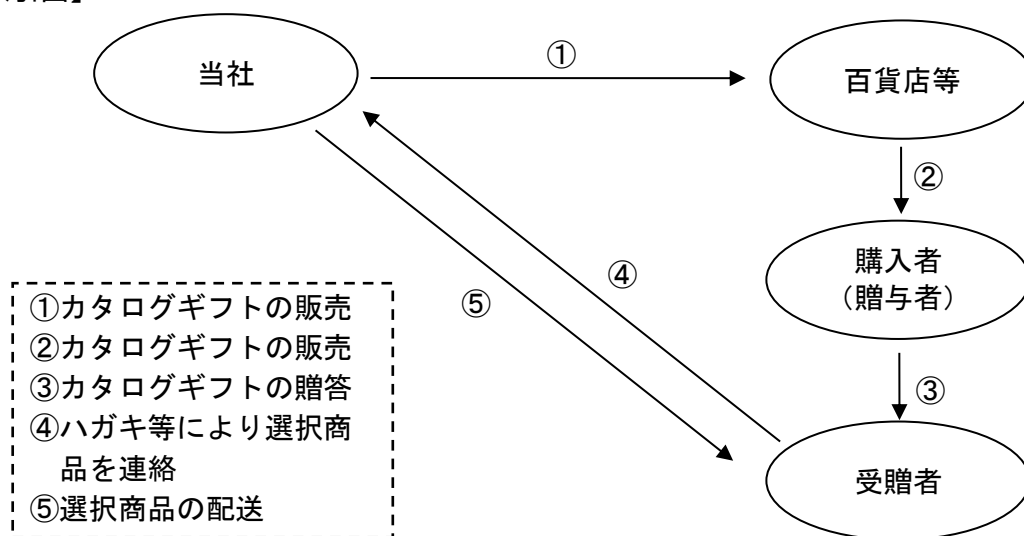 当社
①
百貨店等
②
購入者
（贈与者）
④
⑤
③
受贈者
①カタログギフトの販売
②カタログギフトの販売
③カタログギフトの贈答
④ハガキ等により選択商
品を連絡
⑤選択商品の配送